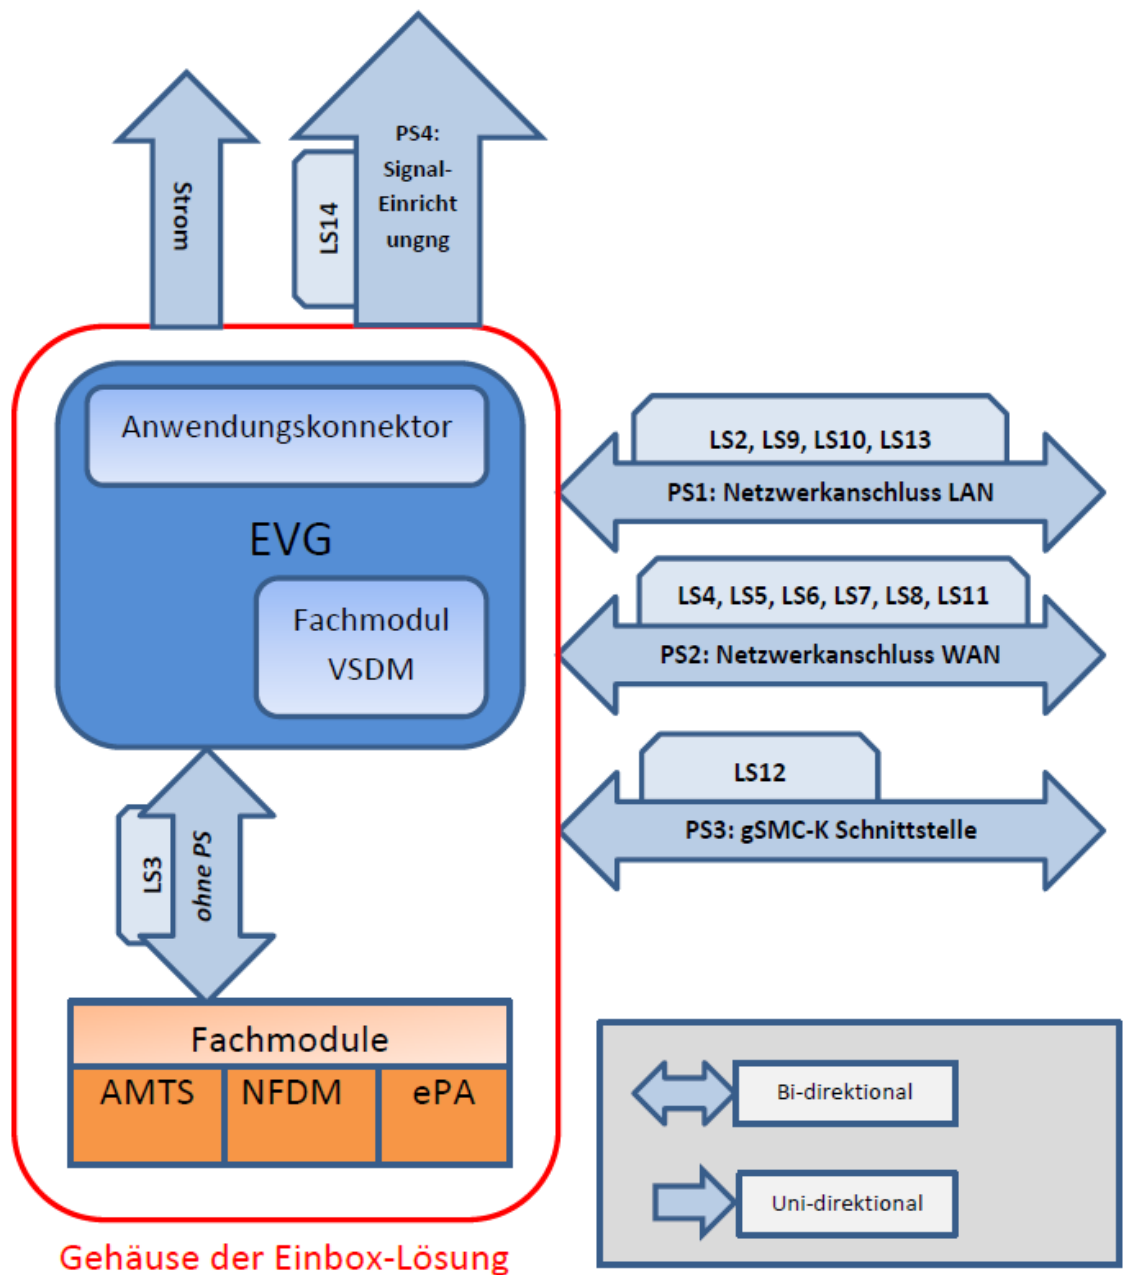 Strom
LS14
PS4:
Signal-
Einricht
ungng
Anwendungskonnektor
EVG
Fachmodul
VSDM
LS2, LS9, LS10, LS13
PS1: Netzwerkanschluss LAN
LS4, LS5, LS6, LS7, LS8, LS11
PS2: Netzwerkanschluss WAN
LS12
PS3: gSMC-K Schnittstelle
LS3
ohne PS
Fachmodule
AMTS
NFDM
ePA
Bi-direktional
Uni-direktional
Gehäuse der Einbox-Lösung